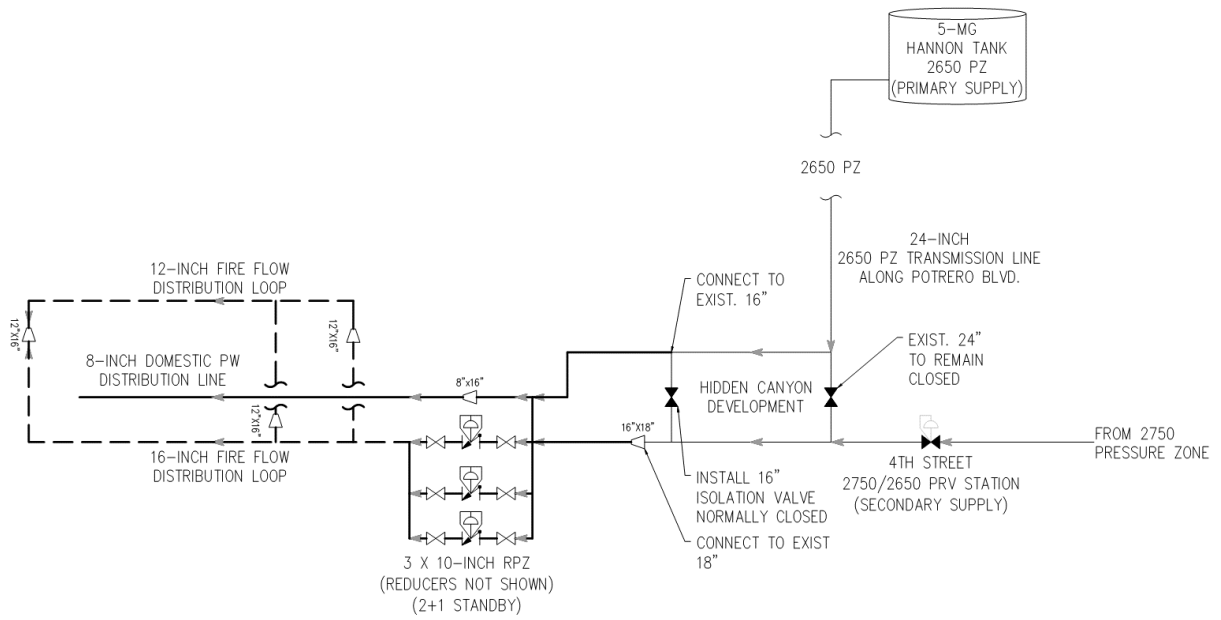 5-MG
HANNON TANK
2650 PZ
(PRIMARY SUPPLY)
2650 PZ
24-INCH
2650 PZ TRANSMISSION LINE
ALONG POTRERO BLVD.
CONNECT TO
EXIST. 16"
EXIST. 24"
TO REMAIN
CLOSED
12-INCH FIRE FLOW
DISTRIBUTION LOOP
12"X16"
12"X16"
8-INCH DOMESTIC PW
DISTRIBUTION LINE
8"x16"
HIDDEN CANYON
DEVELOPMENT
12"X16"
16"X18"
FROM 2750
PRESSURE ZONE
16-INCH FIRE FLOW
DISTRIBUTION LOOP
4TH STREET
2750/2650 PRV STATION
(SECONDARY SUPPLY)
INSTALL 16"
ISOLATION VALVE
NORMALLY CLOSED
CONNECT TO EXIST
18"
3 X 10-INCH RPZ
(REDUCERS NOT SHOWN)
(2+1 STANDBY)